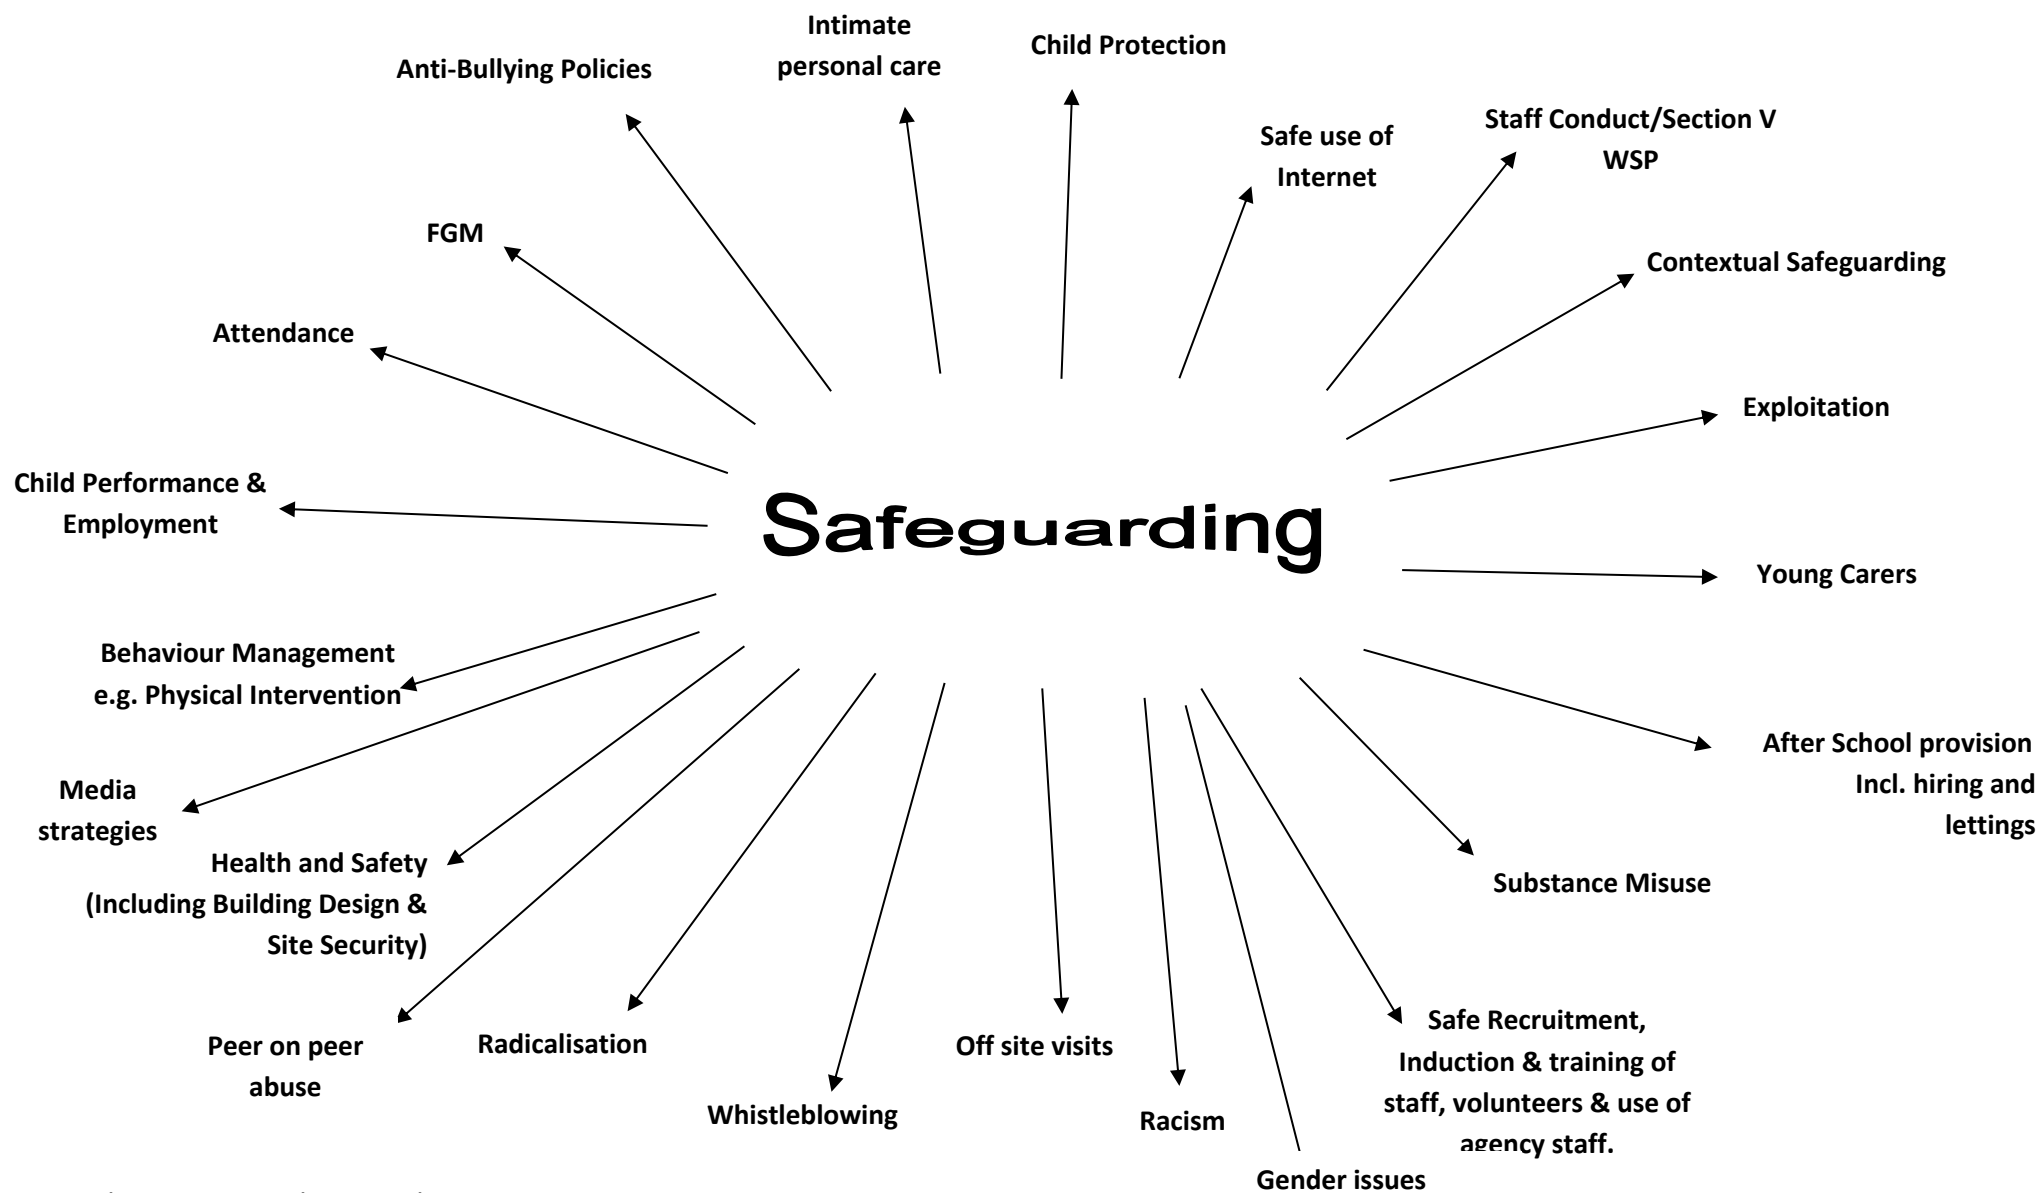 Intimate
personal care
Child Protection
Anti-Bullying Policies
Safe use of
Internet
Staff Conduct/Section V
WSP
FGM
Contextual Safeguarding
Attendance
Exploitation
Child Performance &
Employment
Safeguarding
Young Carers
Behaviour Management
e.g. Physical Intervention
After School provision
Incl. hiring and
lettings
Media
strategies
Health and Safety
(Including Building Design &
Site Security)
Substance Misuse
Peer on peer
abuse
Radicalisation
Whistleblowing
Off site visits
Racism
Safe Recruitment,
Induction & training of
staff, volunteers & use of
agency staff.
Gender issues